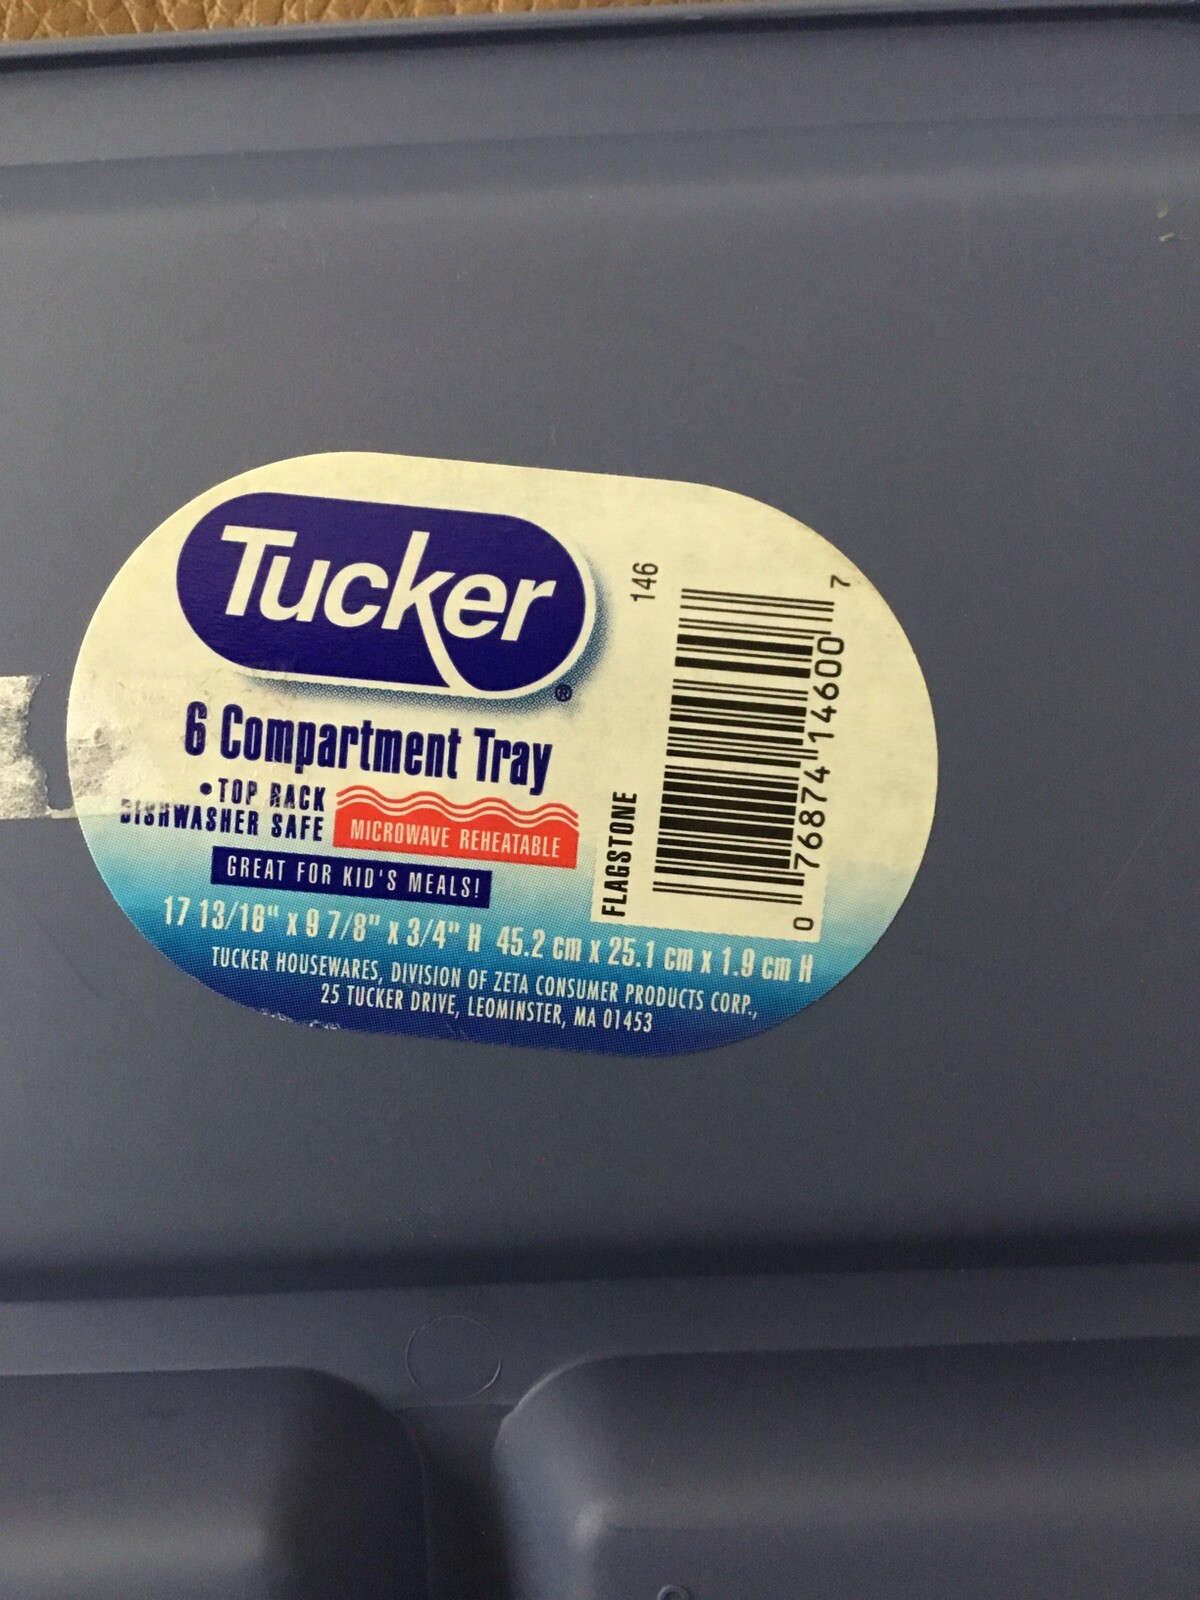 Tucker®
6 Compartment Tray
•TOP RACK
DISHWASHER SAFE
MICROWAVE REHEATABLE
GREAT FOR KID'S MEALS!
17 13/16" x 9 7/8" x 3/4" H 45.2 cm x 25.1 cm x 1.9 cm H
TUCKER HOUSEWARES, DIVISION OF ZETA CONSUMER PRODUCTS CORP.,
25 TUCKER DRIVE, LEOMINSTER, MA 01453
FLAGSTONE
146
0 76874 14600 7